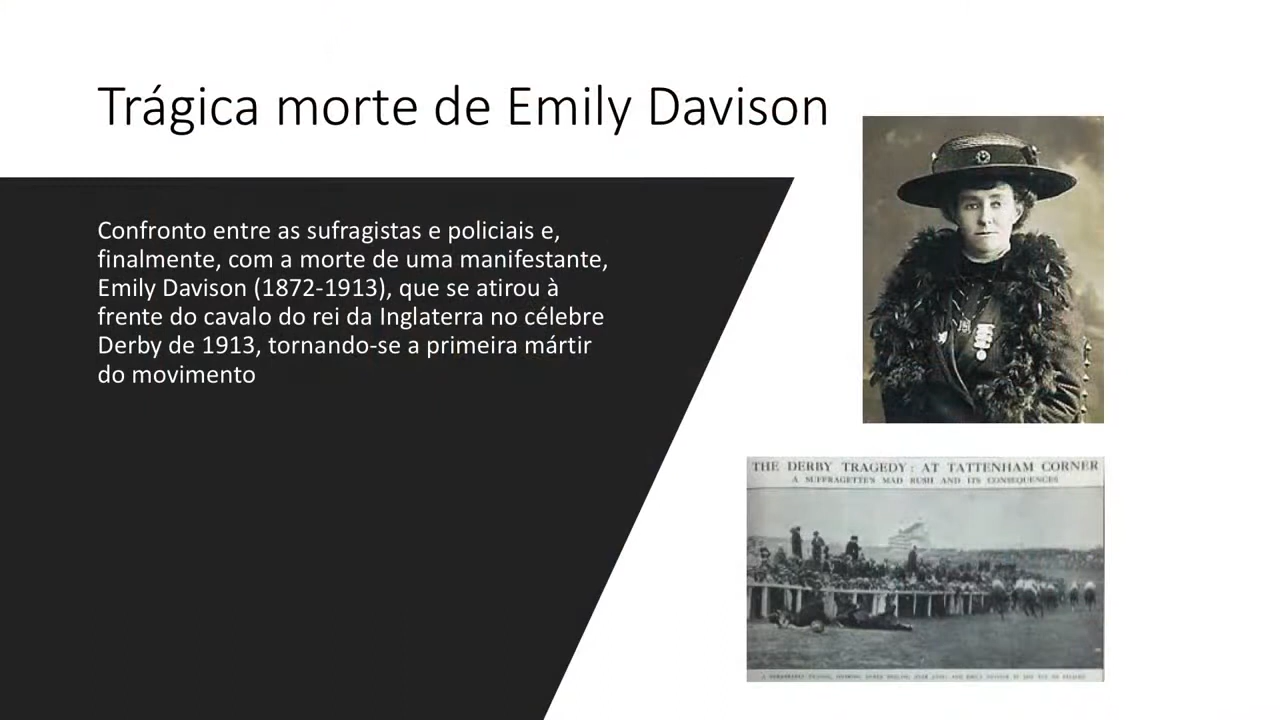 Trágica morte de Emily Davison
Confronto entre as sufragistas e policiais e,
finalmente, com a morte de uma manifestante,
Emily Davison (1872-1913), que se atirou à
frente do cavalo do rei da Inglaterra no célebre
Derby de 1913, tornando-se a primeira mártir
do movimento
THE DERBY TRAGEDY: AT TATTENHAM CORNER
A SUFFRAGETTE'S MAD RUSH AND ITS CONSEQUENCES